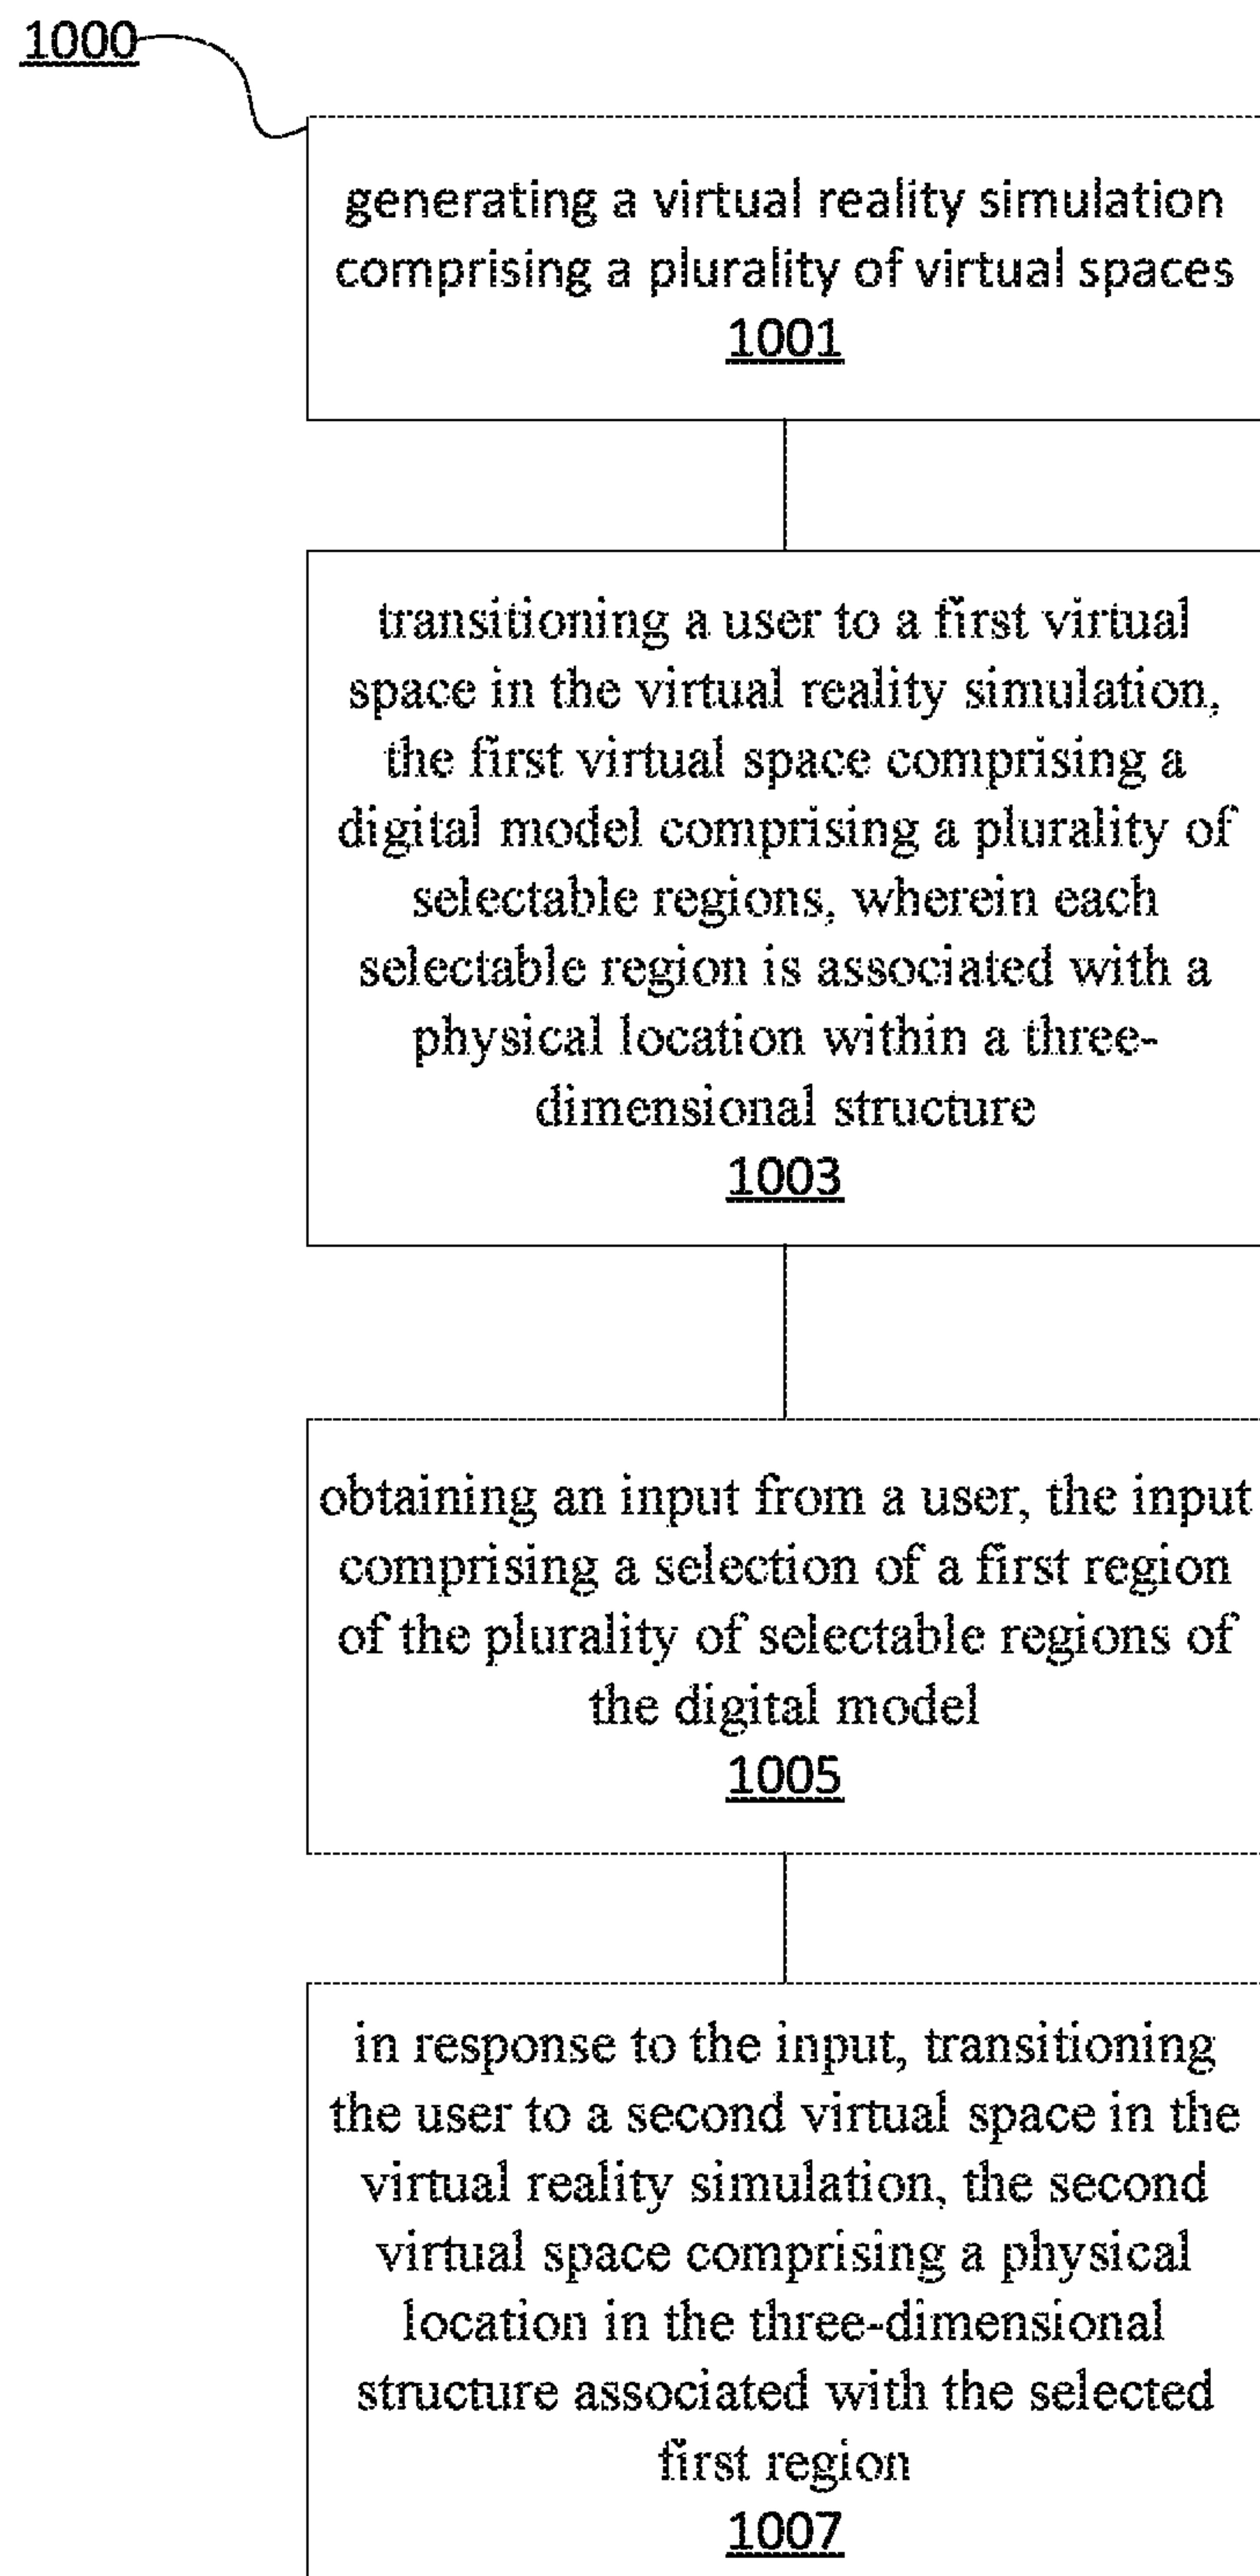 1000
generating a virtual reality simulation
comprising a plurality of virtual spaces
1001
transitioning a user to a first virtual
space in the virtual reality simulation,
the first virtual space comprising a
digital model comprising a plurality of
selectable regions, wherein each
selectable region is associated with a
physical location within a three-
dimensional structure
1003
obtaining an input from a user, the input
comprising a selection of a first region
of the plurality of selectable regions of
the digital model
1005
in response to the input, transitioning
the user to a second virtual space in the
virtual reality simulation, the second
virtual space comprising a physical
location in the three-dimensional
structure associated with the selected
first region
1007